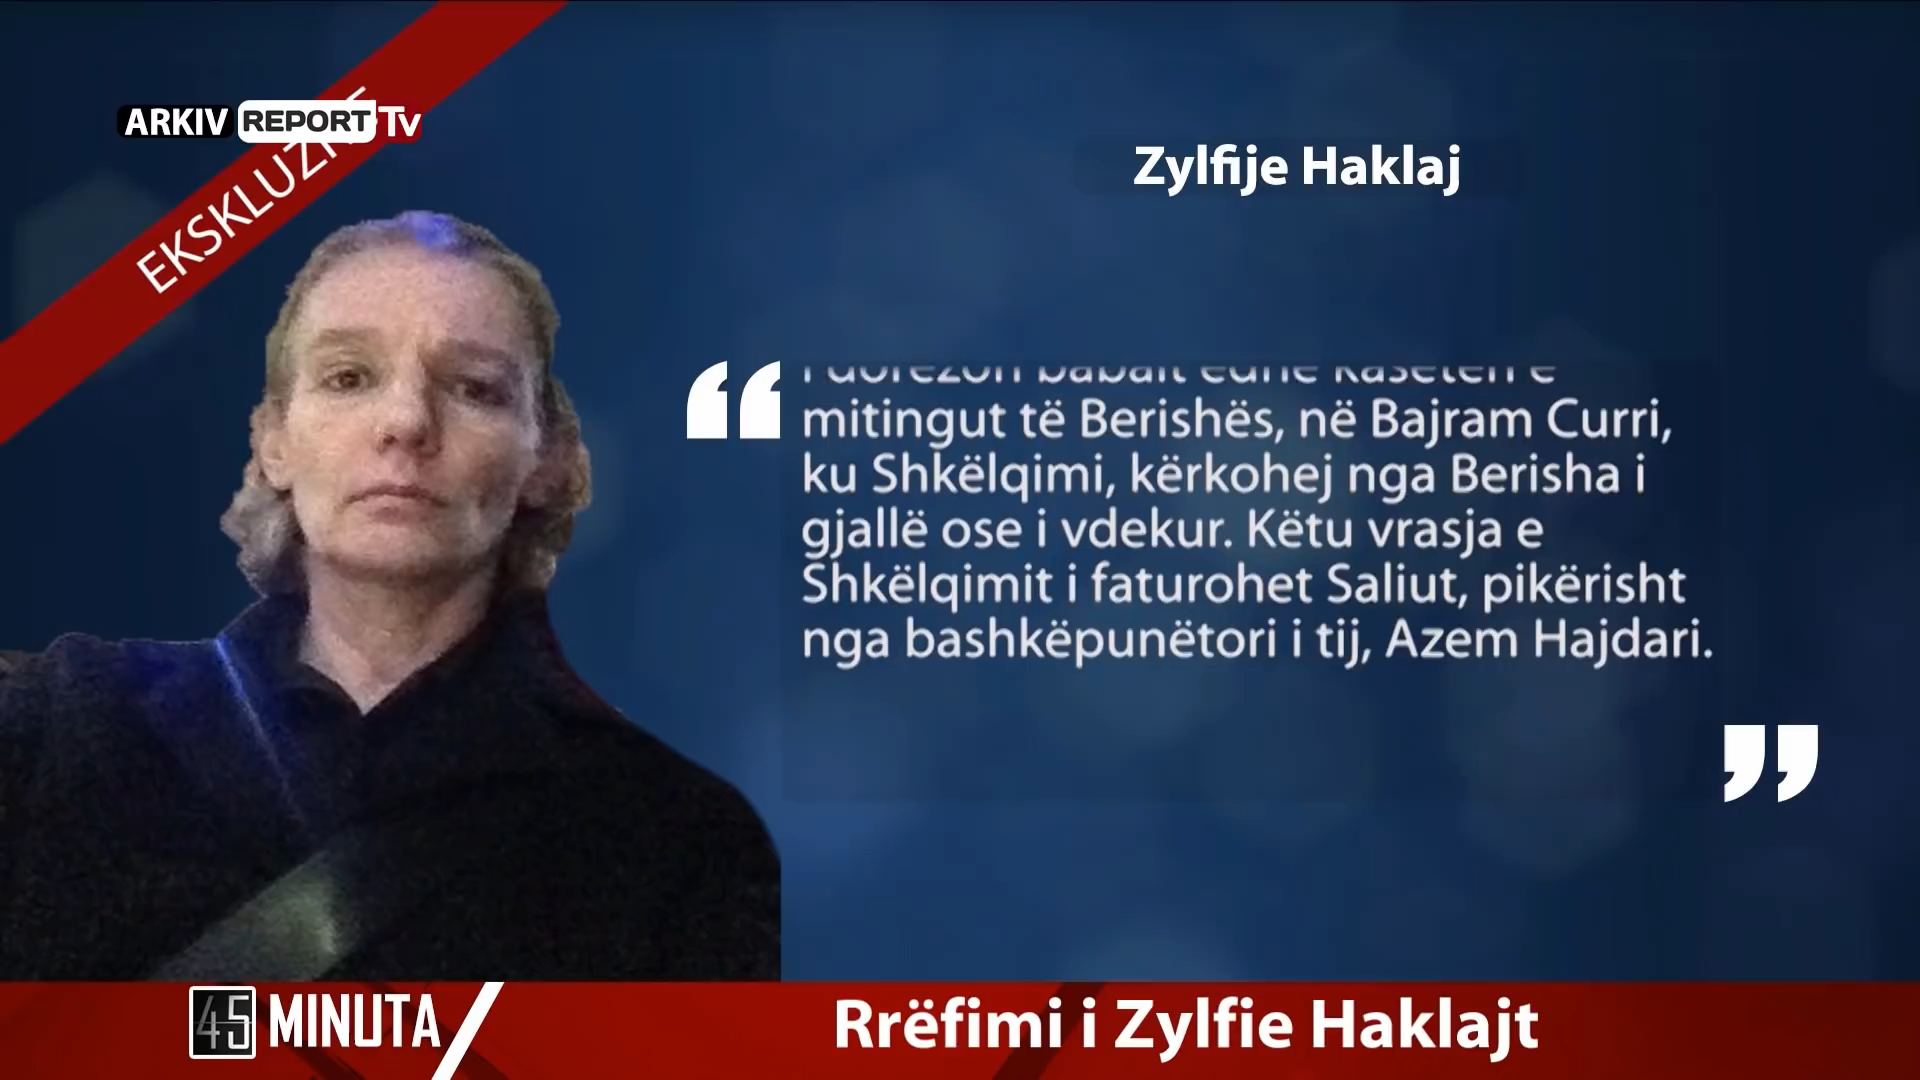 ARKIV REPORT Tv
EKSKLUZIVE
Zylfije Haklaj
“
mitingut të Berishës, në Bajram Curri,
ku Shkëlqimi, kërkohej nga Berisha i
gjallë ose i vdekur. Këtu vrasja e
Shkëlqimit i faturohet Saliut, pikërisht
nga bashkëpunëtori i tij, Azem Hajdari.
”
45 MINUTA
Rrëfimi i Zylfie Haklajt